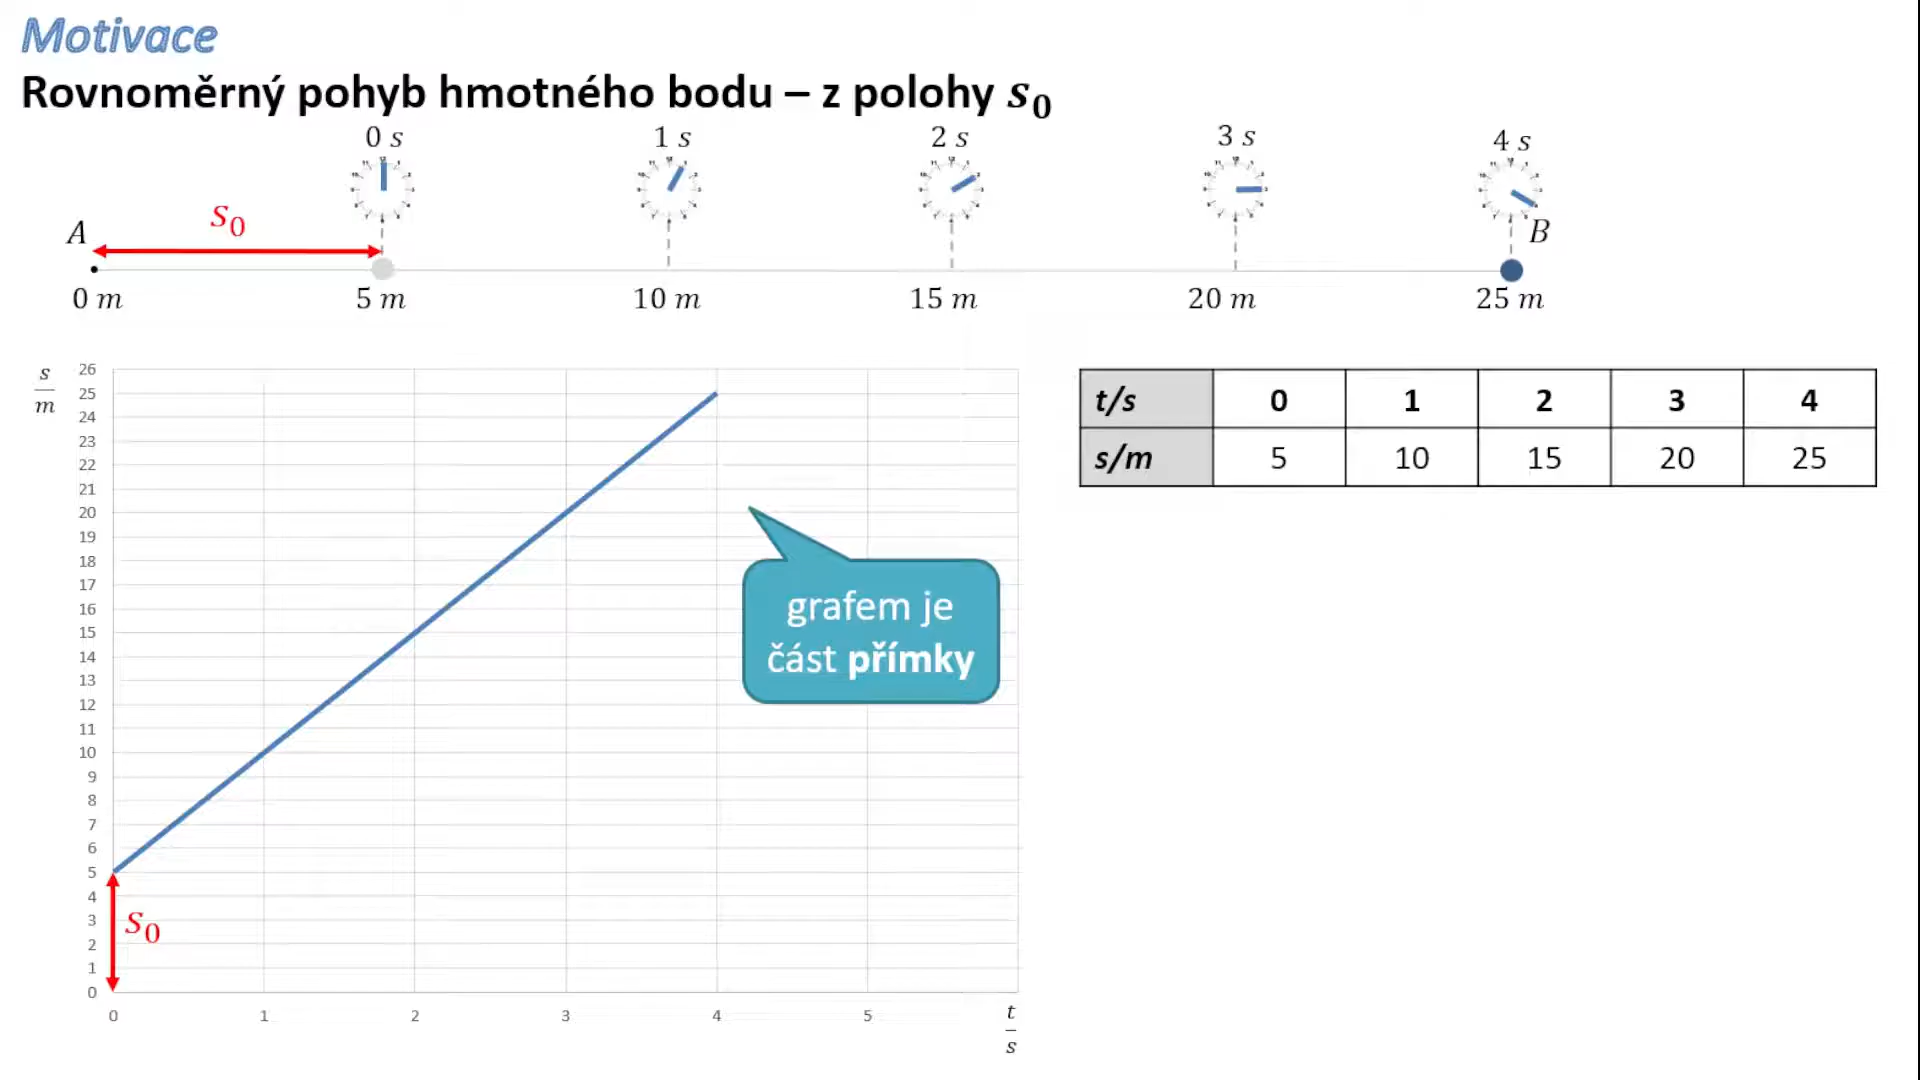 Motivace
Rovnoměrný pohyb hmotného bodu – z polohy s₀
0 s 1 s 2 s 3 s 4 s
s₀
A B
0 m 5 m 10 m 15 m 20 m 25 m
s/m
26
25
24
23
22
21
20
19
18
17
16
15
14
13
12
11
10
9
8
7
6
5
4
3
2
1
0
s₀
0 1 2 3 4 5
t/s
grafem je
část přímky
t/s 0 1 2 3 4
s/m 5 10 15 20 25